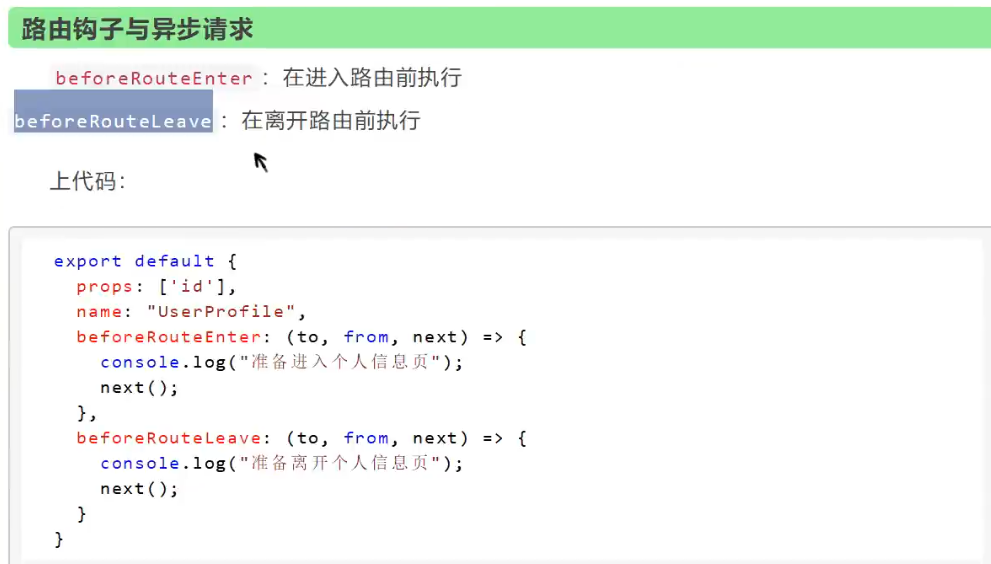 路由钩子与异步请求
beforeRouteEnter ：在进入路由前执行
beforeRouteLeave ：在离开路由前执行
上代码：
export default {
  props: ['id'],
  name: "UserProfile",
  beforeRouteEnter: (to, from, next) => {
    console.log("准备进入个人信息页");
    next();
  },
  beforeRouteLeave: (to, from, next) => {
    console.log("准备离开个人信息页");
    next();
  }
}